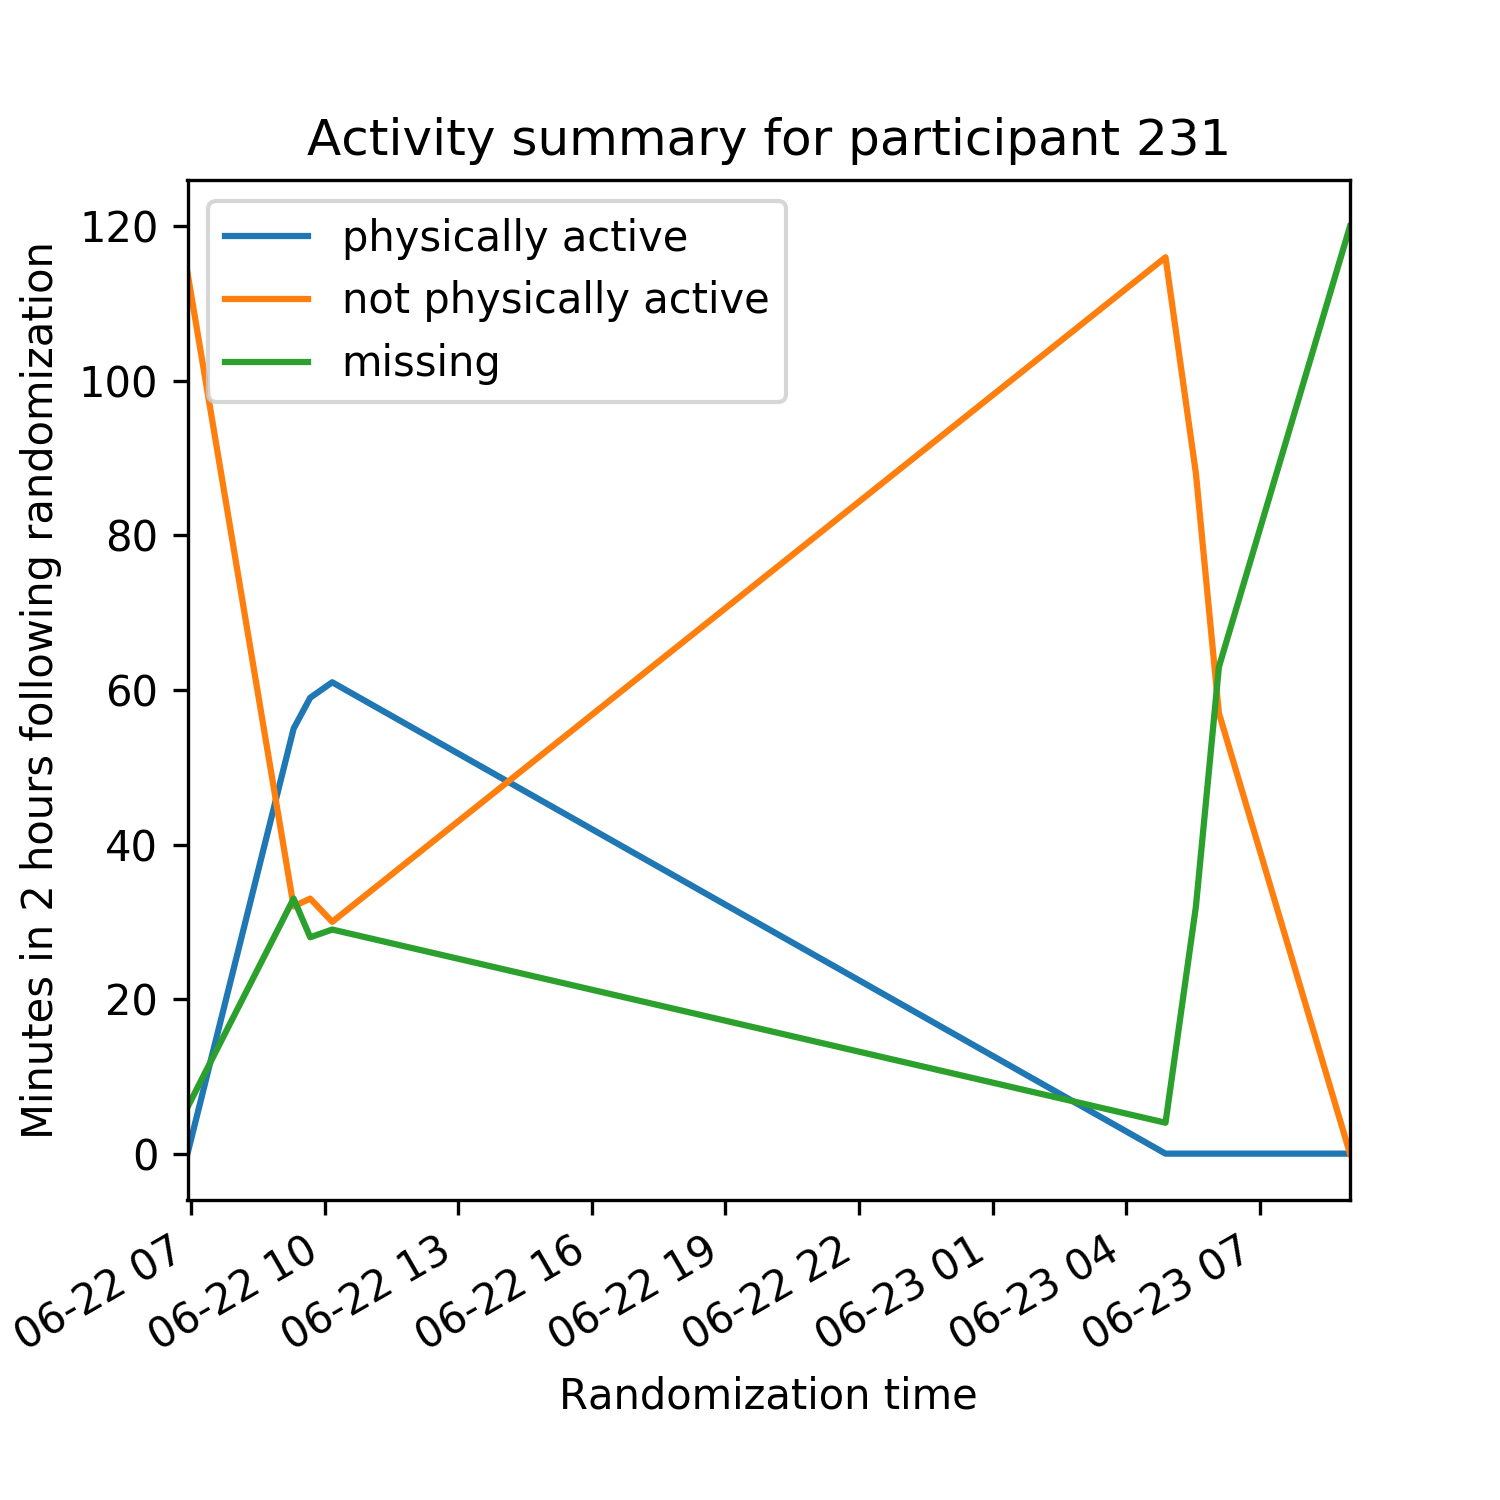 Activity summary for participant 231
120
100
80
60
40
20
0
Minutes in 2 hours following randomization
physically active
not physically active
missing
06-22 07
06-22 10
06-22 13
06-22 16
06-22 19
06-22 22
06-23 01
06-23 04
06-23 07
Randomization time